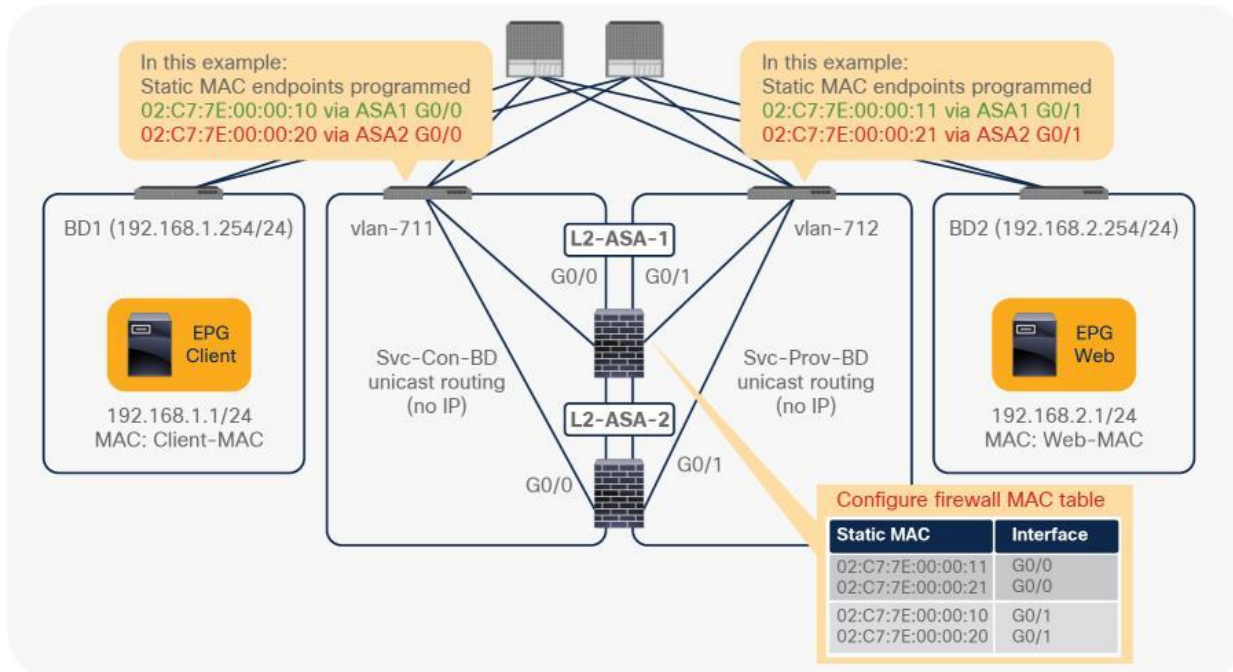 In this example:
Static MAC endpoints programmed
02:C7:7E:00:00:10 via ASA1 G0/0
02:C7:7E:00:00:20 via ASA2 G0/0
In this example:
Static MAC endpoints programmed
02:C7:7E:00:00:11 via ASA1 G0/1
02:C7:7E:00:00:21 via ASA2 G0/1
BD1 (192.168.1.254/24)
EPG
Client
192.168.1.1/24
MAC: Client-MAC
vlan-711
Svc-Con-BD
unicast routing
(no IP)
L2-ASA-1
G0/0
G0/1
L2-ASA-2
G0/0
G0/1
vlan-712
Svc-Prov-BD
unicast routing
(no IP)
BD2 (192.168.2.254/24)
EPG
Web
192.168.2.1/24
MAC: Web-MAC
Configure firewall MAC table
Static MAC Interface
02:C7:7E:00:00:11 G0/0
02:C7:7E:00:00:21 G0/0
02:C7:7E:00:00:10 G0/1
02:C7:7E:00:00:20 G0/1